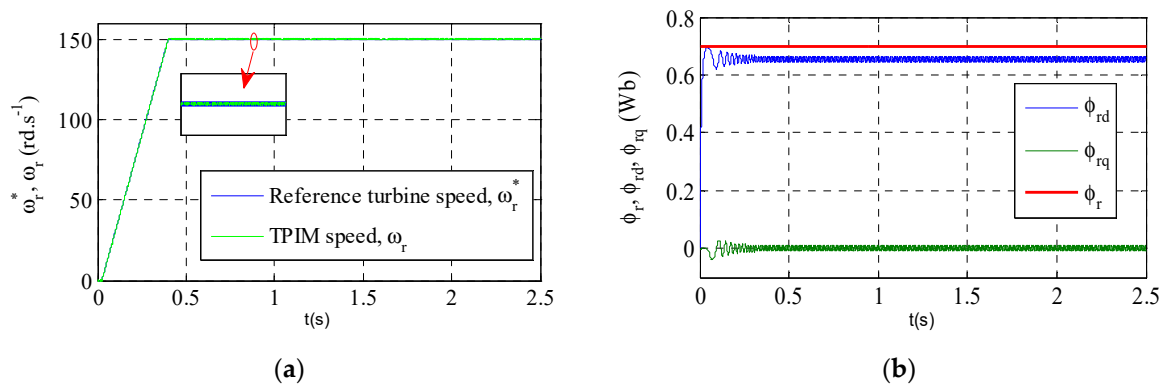 150
100
50
0
ω*r, ωr (rd.s-1)
Reference turbine speed, ω*r
TPIM speed, ωr
0 0.5 1 1.5 2 2.5
t(s)
(a)
0.8
0.6
0.4
0.2
0
ϕr, ϕrd, ϕrq (Wb)
ϕrd
ϕrq
ϕr
0 0.5 1 1.5 2 2.5
t(s)
(b)